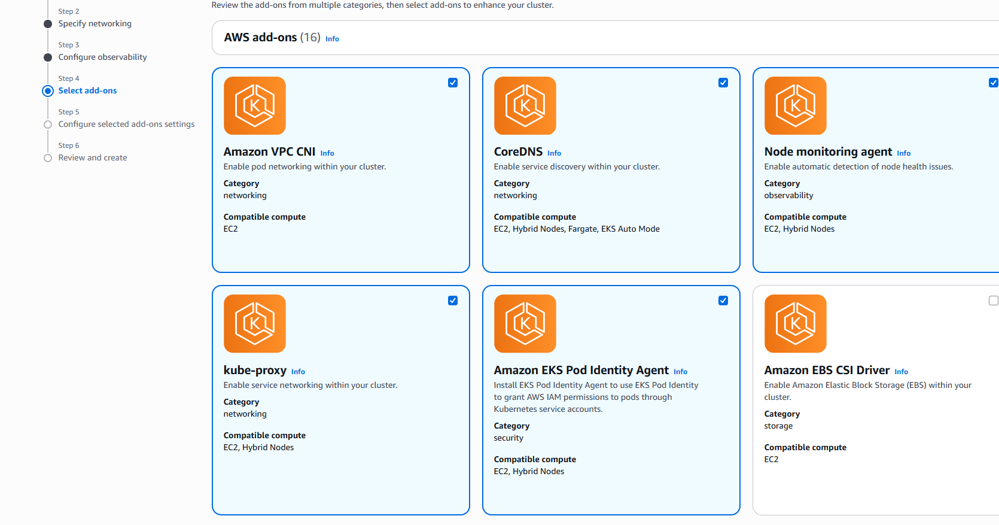 Review the add-ons from multiple categories, then select add-ons to enhance your cluster.
Step 2
Specify networking
Step 3
Configure observability
Step 4
Select add-ons
Step 5
Configure selected add-ons settings
Step 6
Review and create
AWS add-ons (16) Info
K
Amazon VPC CNI Info
Enable pod networking within your cluster.
Category
networking
Compatible compute
EC2
K
CoreDNS Info
Enable service discovery within your cluster.
Category
networking
Compatible compute
EC2, Hybrid Nodes, Fargate, EKS Auto Mode
K
Node monitoring agent Info
Enable automatic detection of node health issues.
Category
observability
Compatible compute
EC2, Hybrid Nodes
K
kube-proxy Info
Enable service networking within your cluster.
Category
networking
Compatible compute
EC2, Hybrid Nodes
K
Amazon EKS Pod Identity Agent Info
Install EKS Pod Identity Agent to use EKS Pod Identity
to grant AWS IAM permissions to pods through
Kubernetes service accounts.
Category
security
Compatible compute
EC2, Hybrid Nodes
K
Amazon EBS CSI Driver Info
Enable Amazon Elastic Block Storage (EBS) within your
cluster.
Category
storage
Compatible compute
EC2